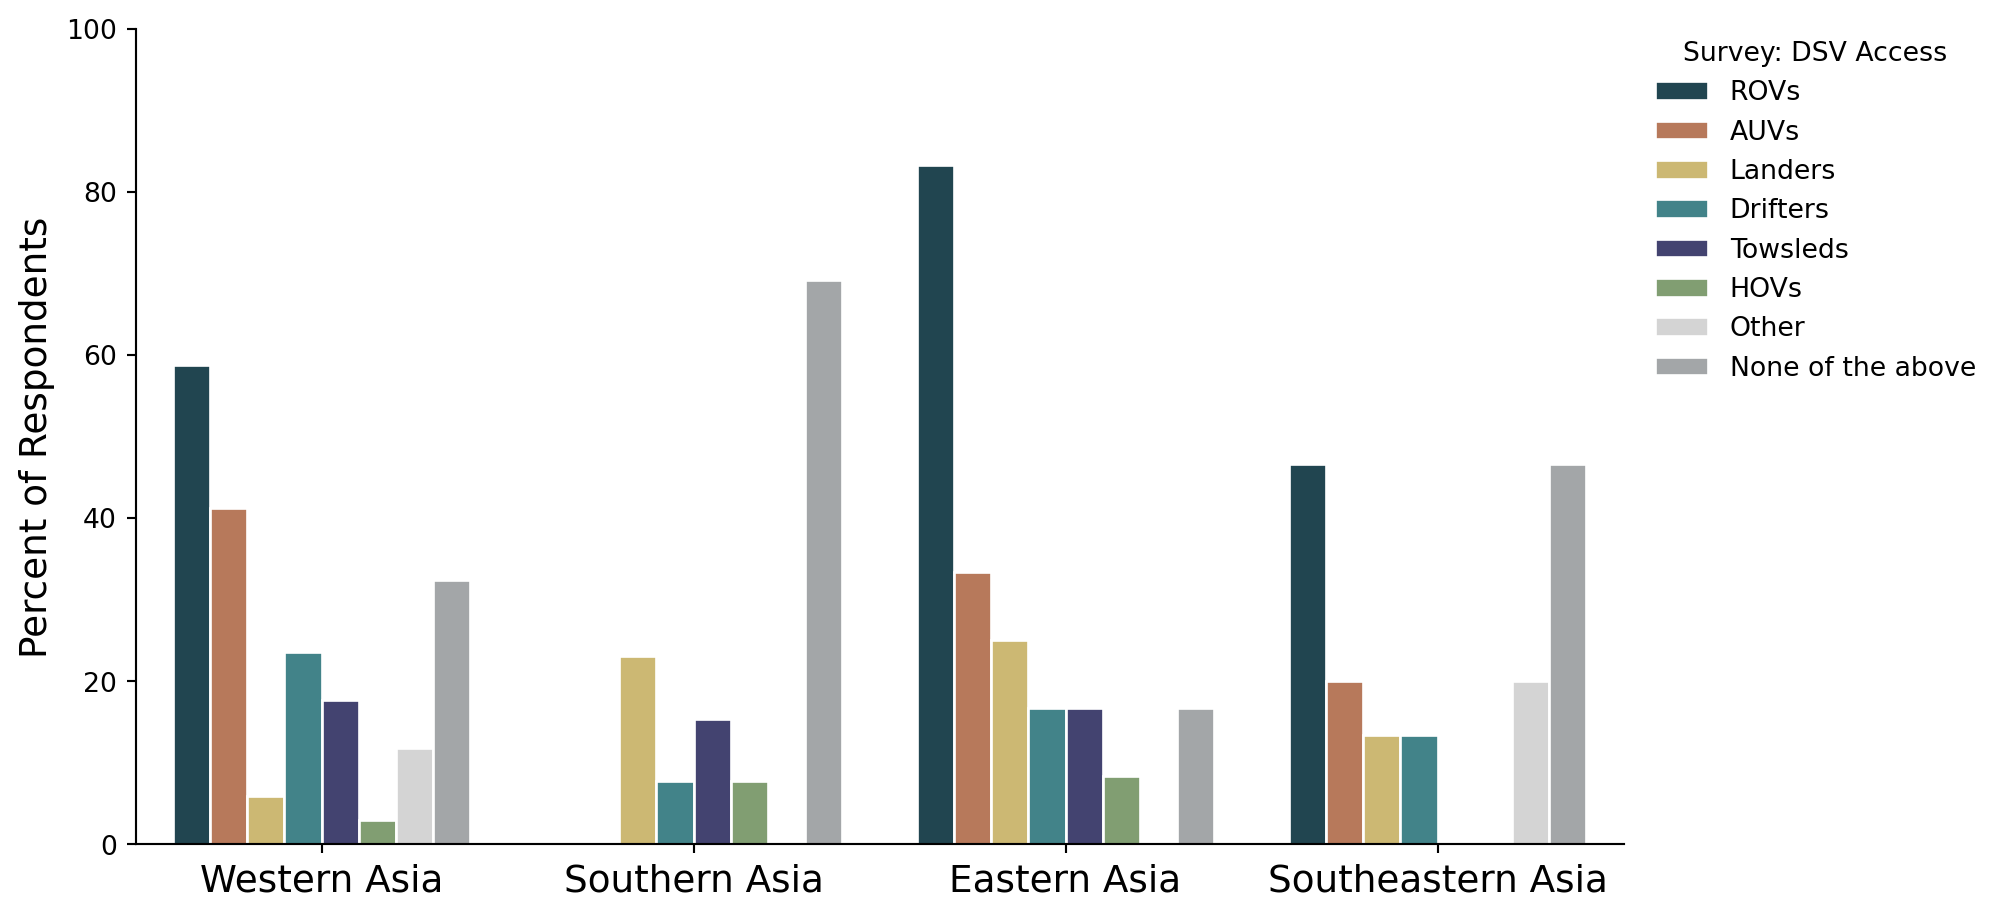 Percent of Respondents
100
80
60
40
20
0
Western Asia
Southern Asia
Eastern Asia
Southeastern Asia
Survey: DSV Access
ROVs
AUVs
Landers
Drifters
Towsleds
HOVs
Other
None of the above